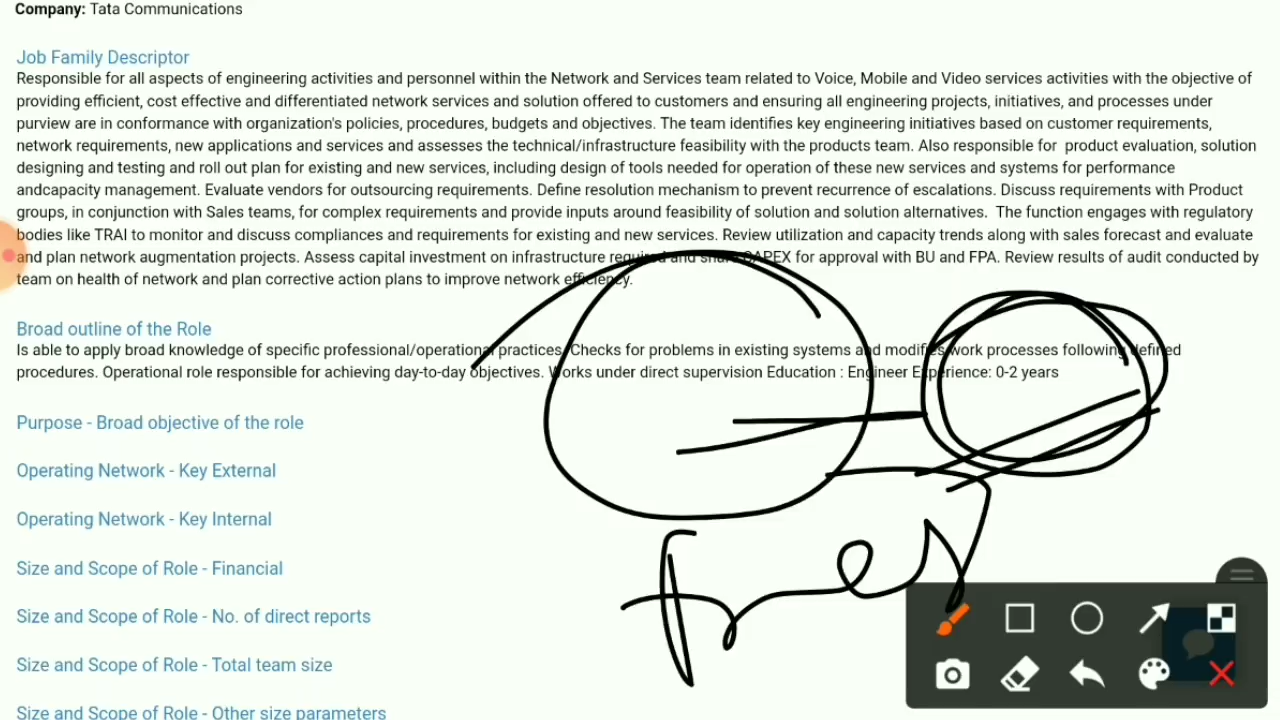 Company: Tata Communications
Job Family Descriptor
Responsible for all aspects of engineering activities and personnel within the Network and Services team related to Voice, Mobile and Video services activities with the objective of
providing efficient, cost effective and differentiated network services and solution offered to customers and ensuring all engineering projects, initiatives, and processes under
purview are in conformance with organization's policies, procedures, budgets and objectives. The team identifies key engineering initiatives based on customer requirements,
network requirements, new applications and services and assesses the technical/infrastructure feasibility with the products team. Also responsible for product evaluation, solution
designing and testing and roll out plan for existing and new services, including design of tools needed for operation of these new services and systems for performance
andcapacity management. Evaluate vendors for outsourcing requirements. Define resolution mechanism to prevent recurrence of escalations. Discuss requirements with Product
groups, in conjunction with Sales teams, for complex requirements and provide inputs around feasibility of solution and solution alternatives. The function engages with regulatory
bodies like TRAI to monitor and discuss compliances and requirements for existing and new services. Review utilization and capacity trends along with sales forecast and evaluate
and plan network augmentation projects. Assess capital investment on infrastructure required and share CAPEX for approval with BU and FPA. Review results of audit conducted by
team on health of network and plan corrective action plans to improve network efficiency.
Broad outline of the Role
Is able to apply broad knowledge of specific professional/operational practices. Checks for problems in existing systems and modifies work processes following defined
procedures. Operational role responsible for achieving day-to-day objectives. Works under direct supervision Education : Engineer Experience: 0-2 years
Purpose - Broad objective of the role
Operating Network - Key External
Operating Network - Key Internal
Size and Scope of Role - Financial
Size and Scope of Role - No. of direct reports
Size and Scope of Role - Total team size
Size and Scope of Role - Other size parameters